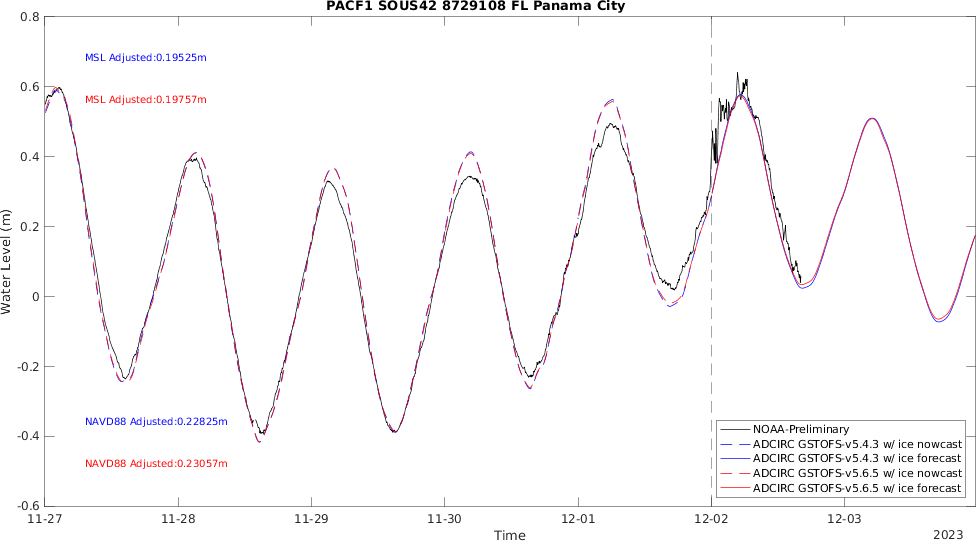 PACF1 SOUS42 8729108 FL Panama City
0.8
0.6
0.4
0.2
0
-0.2
-0.4
-0.6
Water Level (m)
MSL Adjusted:0.19525m
MSL Adjusted:0.19757m
NAVD88 Adjusted:0.22825m
NAVD88 Adjusted:0.23057m
NOAA-Preliminary
ADCIRC GSTOFS-v5.4.3 w/ ice nowcast
ADCIRC GSTOFS-v5.4.3 w/ ice forecast
ADCIRC GSTOFS-v5.6.5 w/ ice nowcast
ADCIRC GSTOFS-v5.6.5 w/ ice forecast
11-27 11-28 11-29 11-30 12-01 12-02 12-03
Time
2023